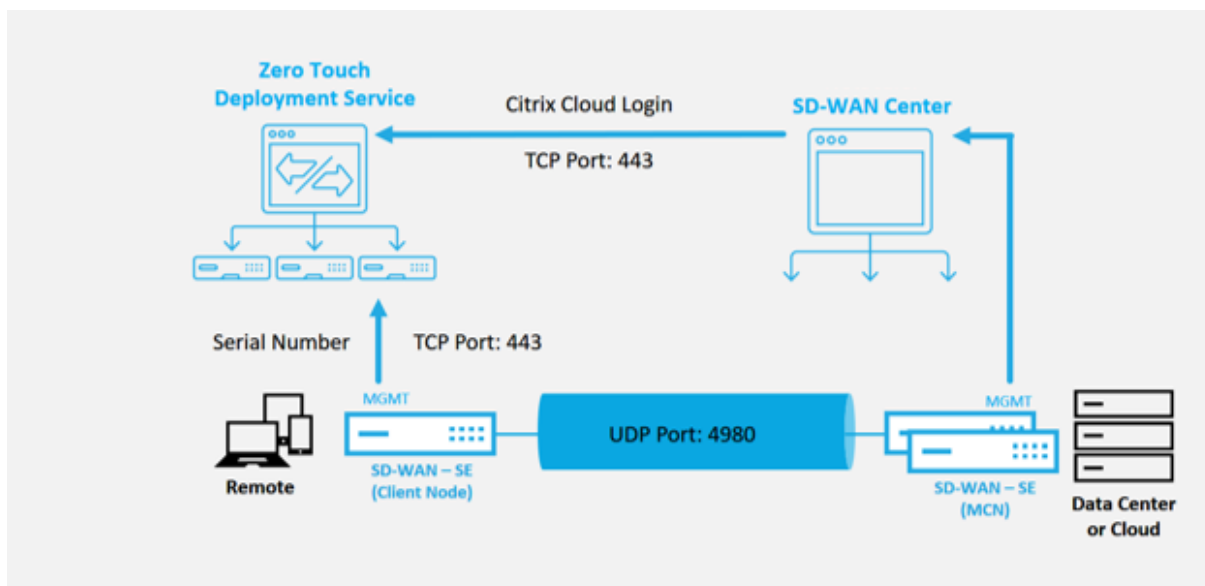 Zero Touch
Deployment Service
Citrix Cloud Login
SD-WAN Center
TCP Port: 443
Serial Number
TCP Port: 443
MGMT
MGMT
UDP Port: 4980
SD-WAN – SE
(Client Node)
Remote
SD-WAN – SE
(MCN)
Data Center
or Cloud